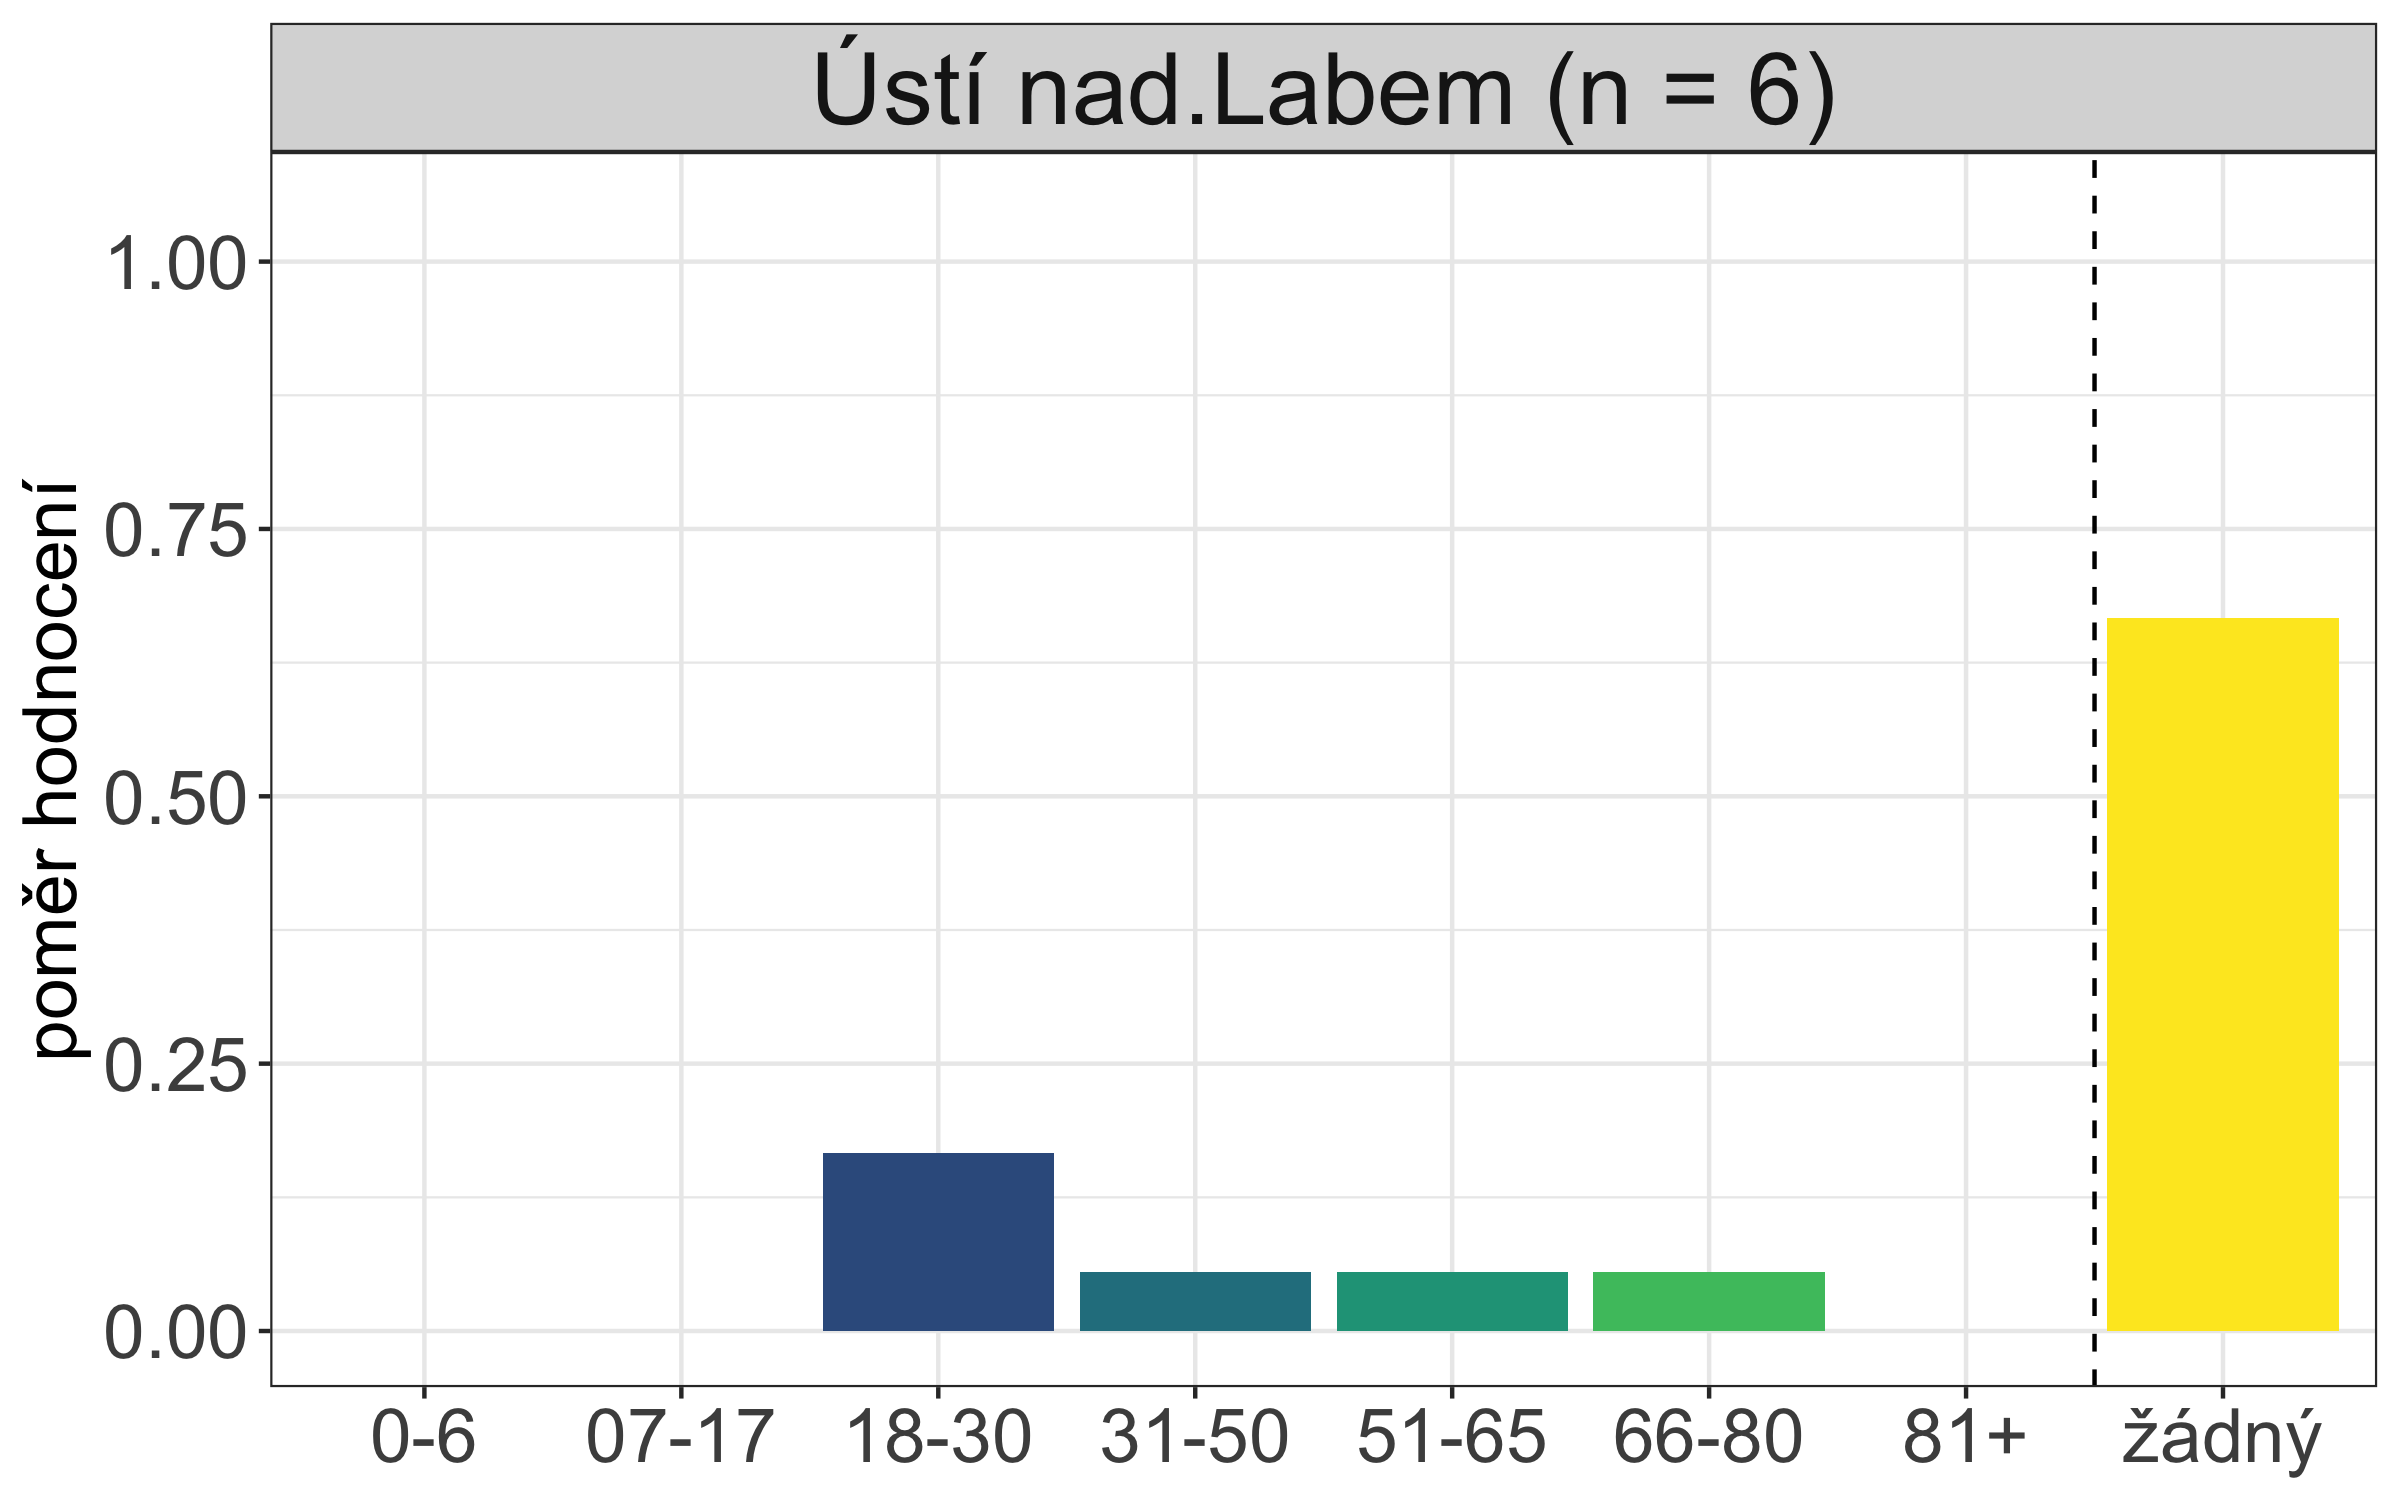 Ústí nad.Labem (n = 6)
poměr hodnocení
1.00
0.75
0.50
0.25
0.00
0-6 07-17 18-30 31-50 51-65 66-80 81+ žádný